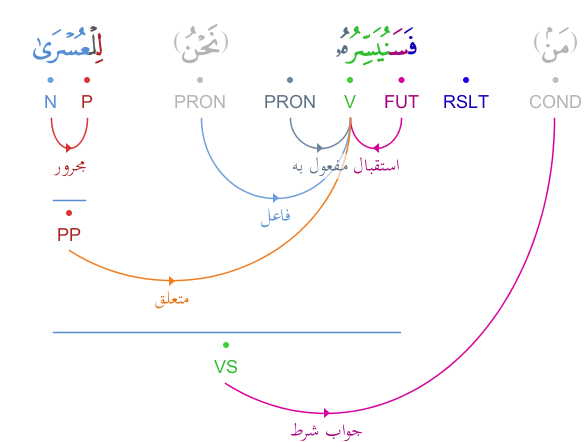 (مَنْ) فَسَنُيَسِّرُهُۥ (نَحْنُ) لِلْعُسْرَىٰ
COND RSLT FUT V PRON PRON P N
استقبال مفعول به مجرور
فاعل
PP
متعلق
VS
جواب شرط